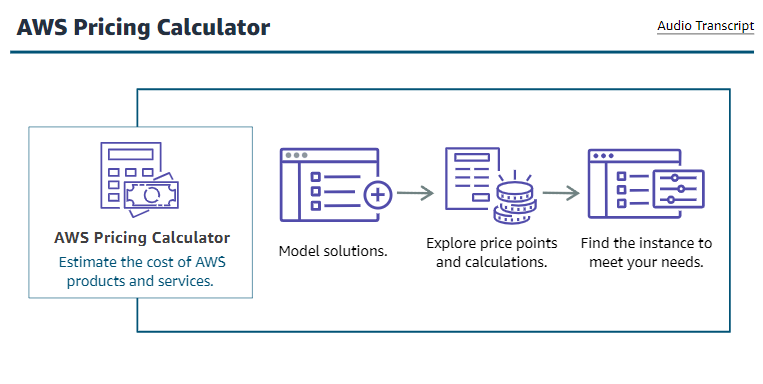 AWS Pricing Calculator
Audio Transcript
AWS Pricing Calculator
Estimate the cost of AWS
products and services.
Model solutions.
Explore price points
and calculations.
Find the instance to
meet your needs.